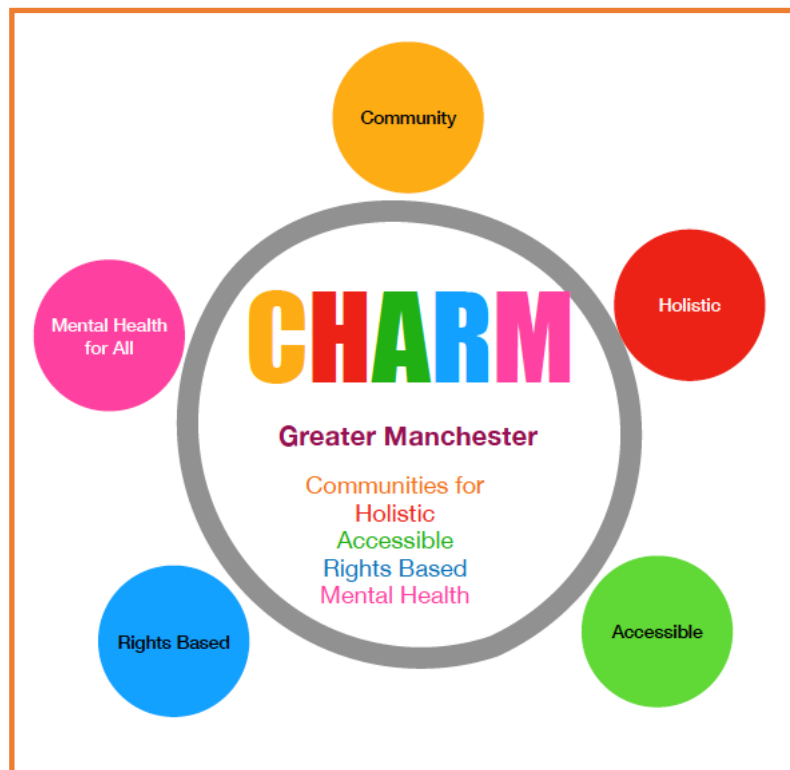 Community
Holistic
Mental Health
for All
CHARM
Greater Manchester
Communities for
Holistic
Accessible
Rights Based
Mental Health
Rights Based
Accessible